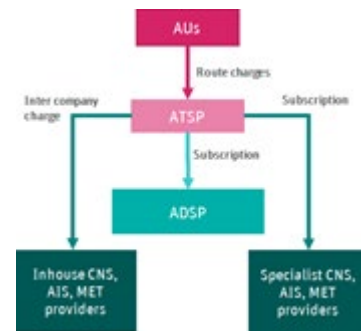 AUs
Route charges
Inter company
charge
Subscription
ATSP
Subscription
ADSP
Inhouse CNS,
AIS, MET
providers
Specialist CNS,
AIS, MET
providers